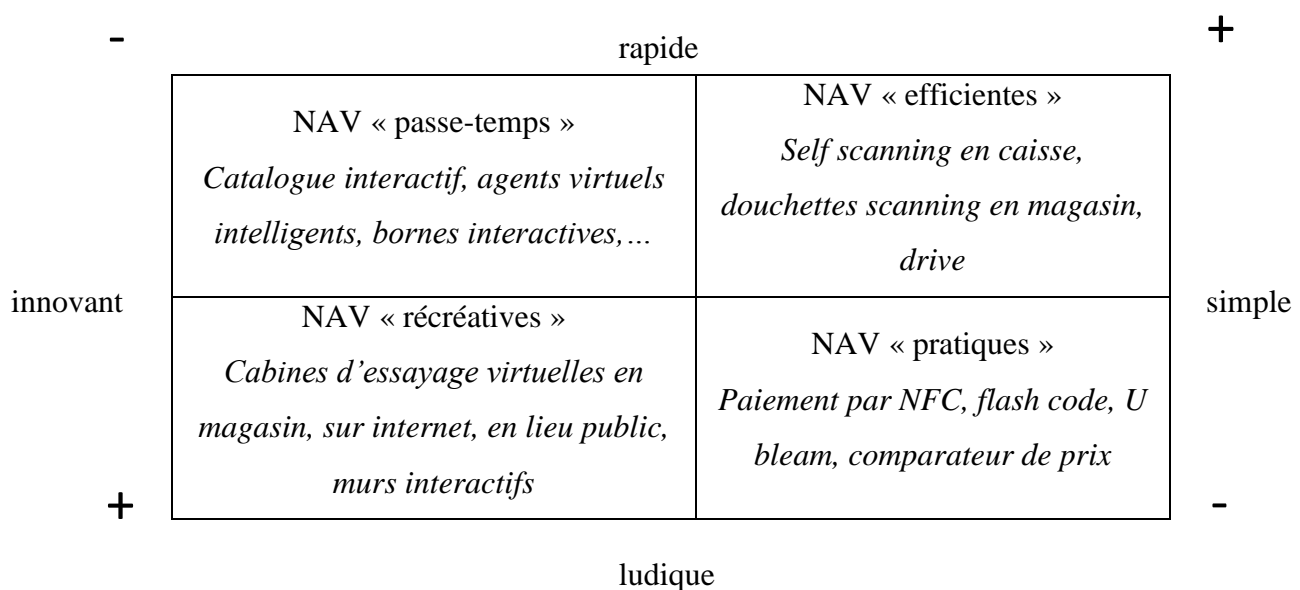 -
+
rapide
NAV « passe-temps »
Catalogue interactif, agents virtuels
intelligents, bornes interactives,…
NAV « efficientes »
Self scanning en caisse,
douchettes scanning en magasin,
drive
innovant
simple
NAV « récréatives »
Cabines d’essayage virtuelles en
magasin, sur internet, en lieu public,
murs interactifs
NAV « pratiques »
Paiement par NFC, flash code, U
bleam, comparateur de prix
+
-
ludique